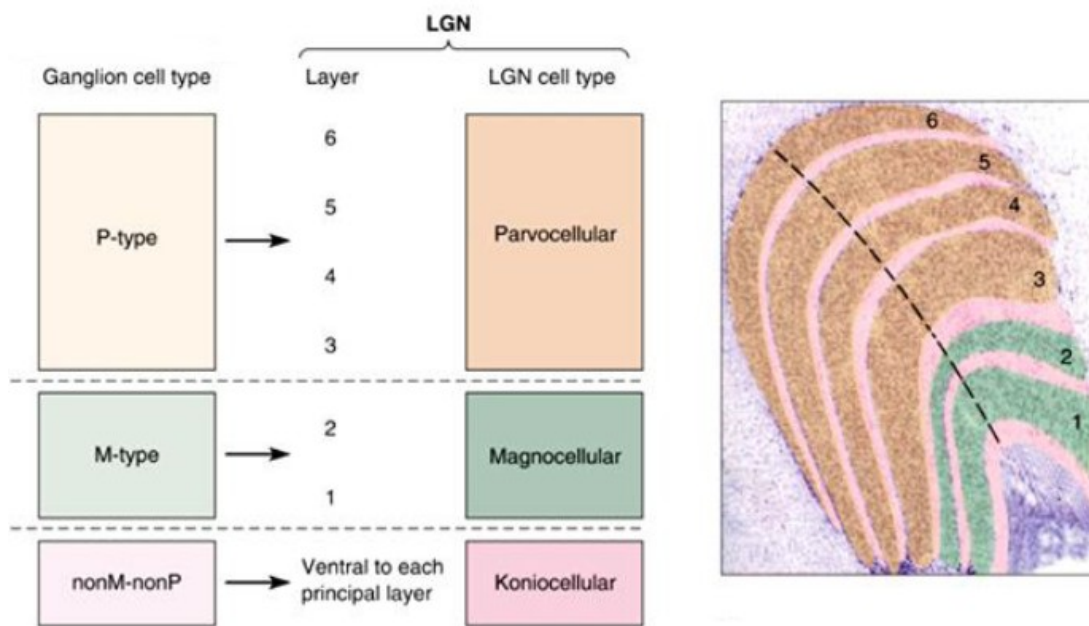 LGN
Ganglion cell type
Layer
LGN cell type
P-type
6
5
4
3
Parvocellular
M-type
2
1
Magnocellular
nonM-nonP
Ventral to each
principal layer
Koniocellular
6
5
4
3
2
1